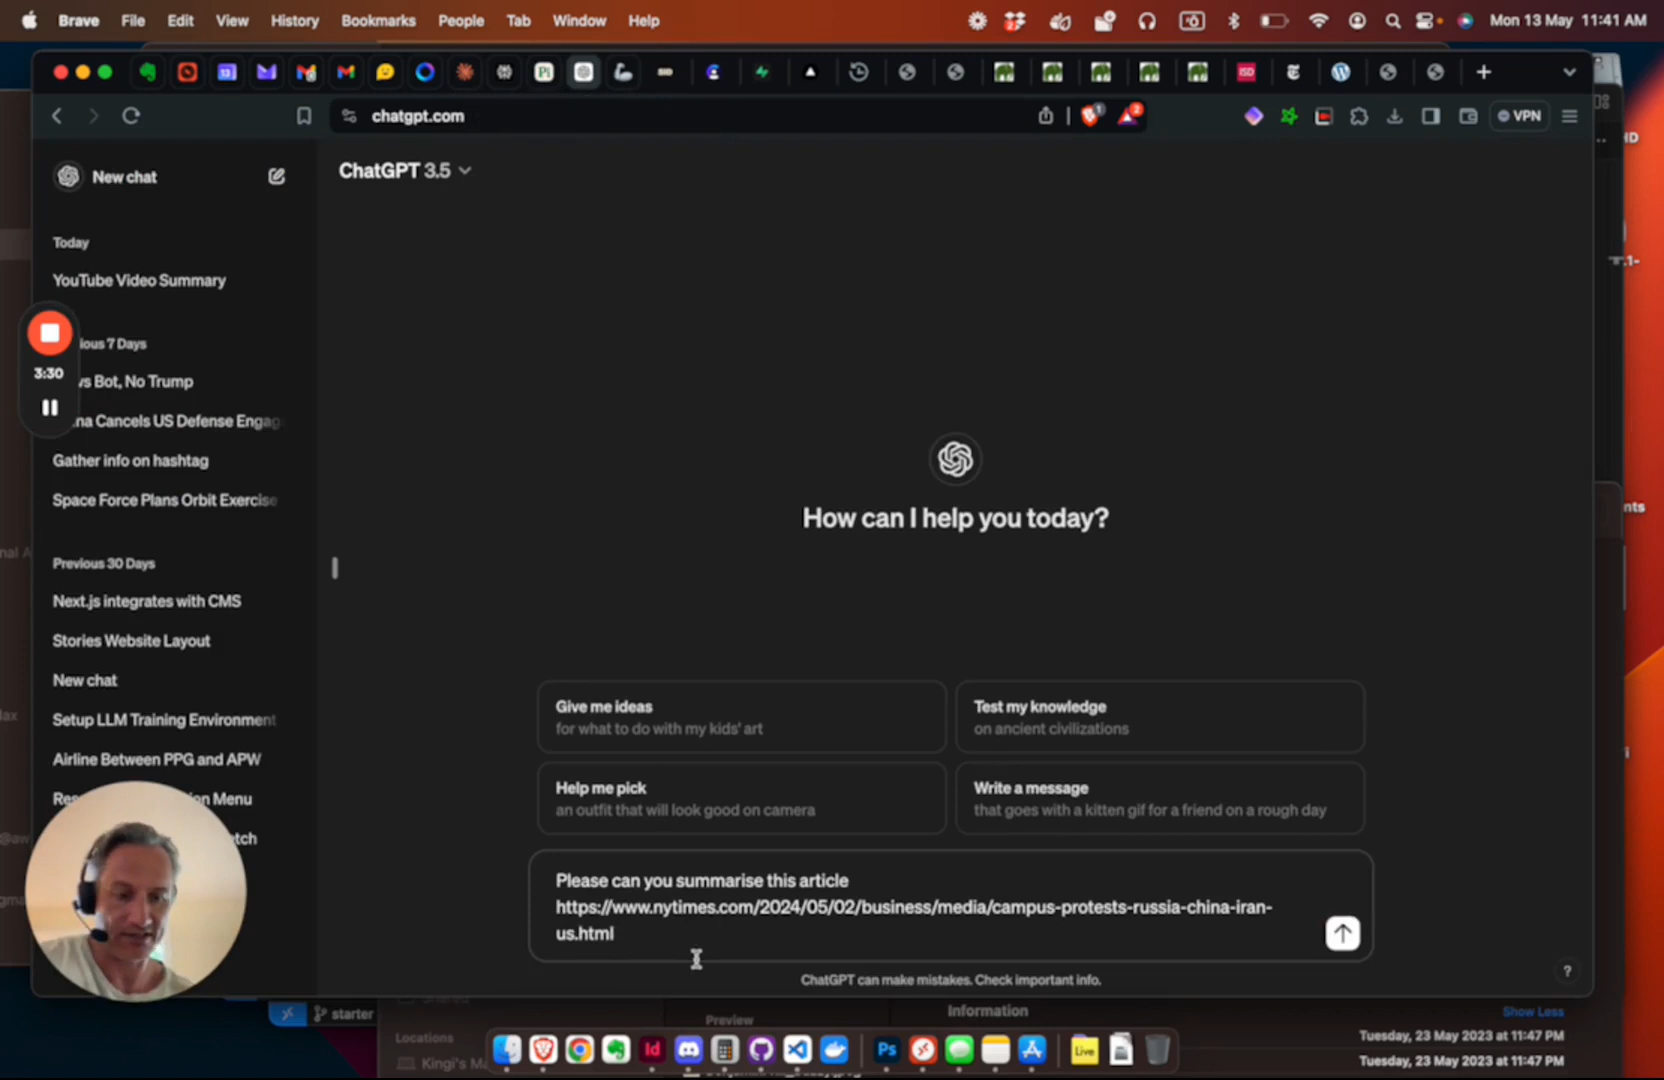 Brave File Edit View History Bookmarks People Tab Window Help Mon 13 May 11:41 AM
chatgpt.com
VPN
New chat
ChatGPT 3.5
Today
YouTube Video Summary
ious 7 Days
3:30
s Bot, No Trump
na Cancels US Defense Engag
Gather info on hashtag
Space Force Plans Orbit Exercise
Previous 30 Days
Next.js integrates with CMS
Stories Website Layout
New chat
Setup LLM Training Environment
Airline Between PPG and APW
on Menu
etch
How can I help you today?
Give me ideas
for what to do with my kids' art
Test my knowledge
on ancient civilizations
Help me pick
an outfit that will look good on camera
Write a message
that goes with a kitten gif for a friend on a rough day
Please can you summarise this article
https://www.nytimes.com/2024/05/02/business/media/campus-protests-russia-china-iran-
us.html
ChatGPT can make mistakes. Check important info.
?
starter
Locations
Preview
Information
Show Less
Tuesday, 23 May 2023 at 11:47 PM
Tuesday, 23 May 2023 at 11:47 PM